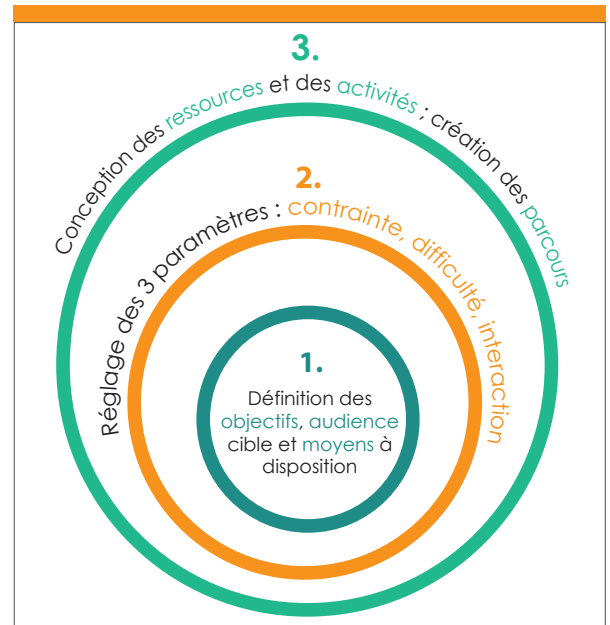 3.
Conception des ressources et des activités ; création des parcours
2.
Réglage des 3 paramètres : contrainte, difficulté, interaction
1.
Définition des
objectifs, audience
cible et moyens à
disposition